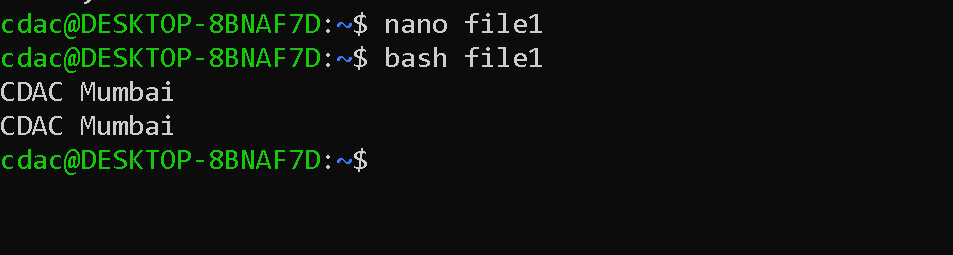 cdac@DESKTOP-8BNAF7D:~$ nano file1
cdac@DESKTOP-8BNAF7D:~$ bash file1
CDAC Mumbai
CDAC Mumbai
cdac@DESKTOP-8BNAF7D:~$